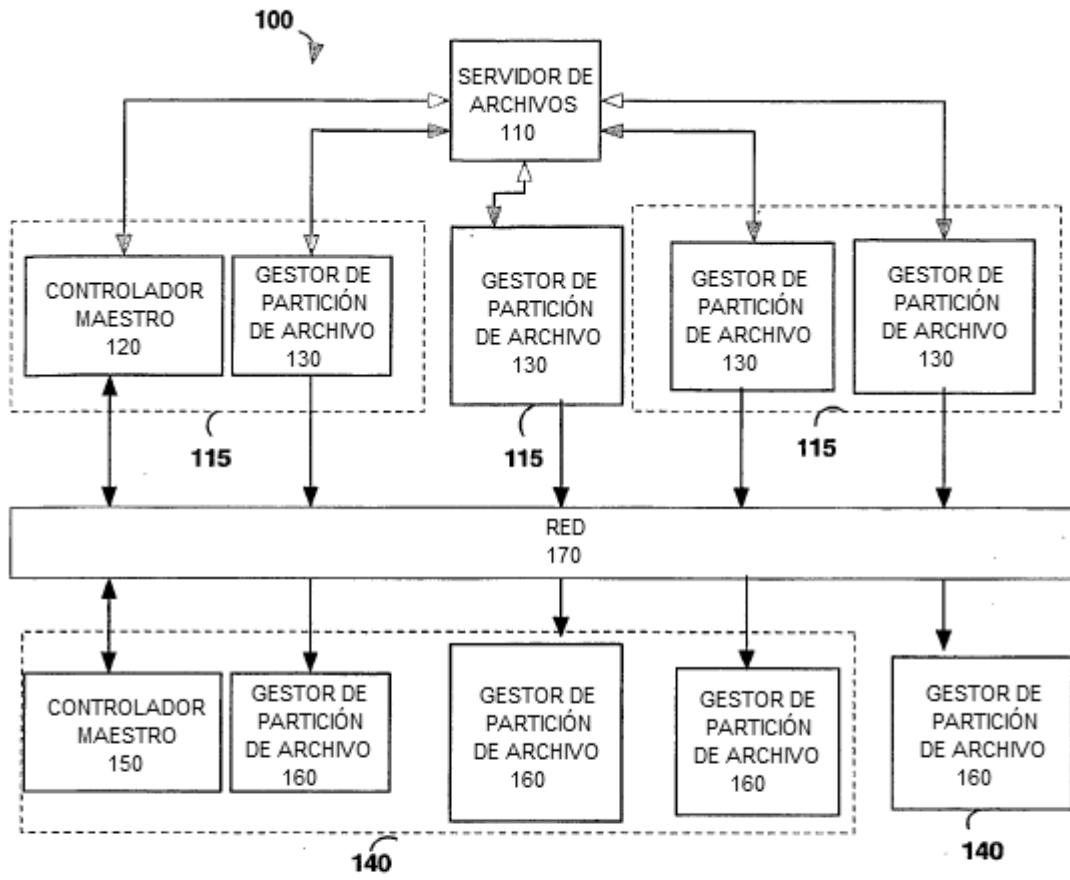 100
SERVIDOR DE
ARCHIVOS
110
CONTROLADOR
MAESTRO
120
GESTOR DE
PARTICIÓN
DE ARCHIVO
130
GESTOR DE
PARTICIÓN
DE ARCHIVO
130
GESTOR DE
PARTICIÓN
DE ARCHIVO
130
GESTOR DE
PARTICIÓN
DE ARCHIVO
130
115
115
115
RED
170
CONTROLADOR
MAESTRO
150
GESTOR DE
PARTICIÓN
DE ARCHIVO
160
GESTOR DE
PARTICIÓN
DE ARCHIVO
160
GESTOR DE
PARTICIÓN
DE ARCHIVO
160
GESTOR DE
PARTICIÓN
DE ARCHIVO
160
140
140